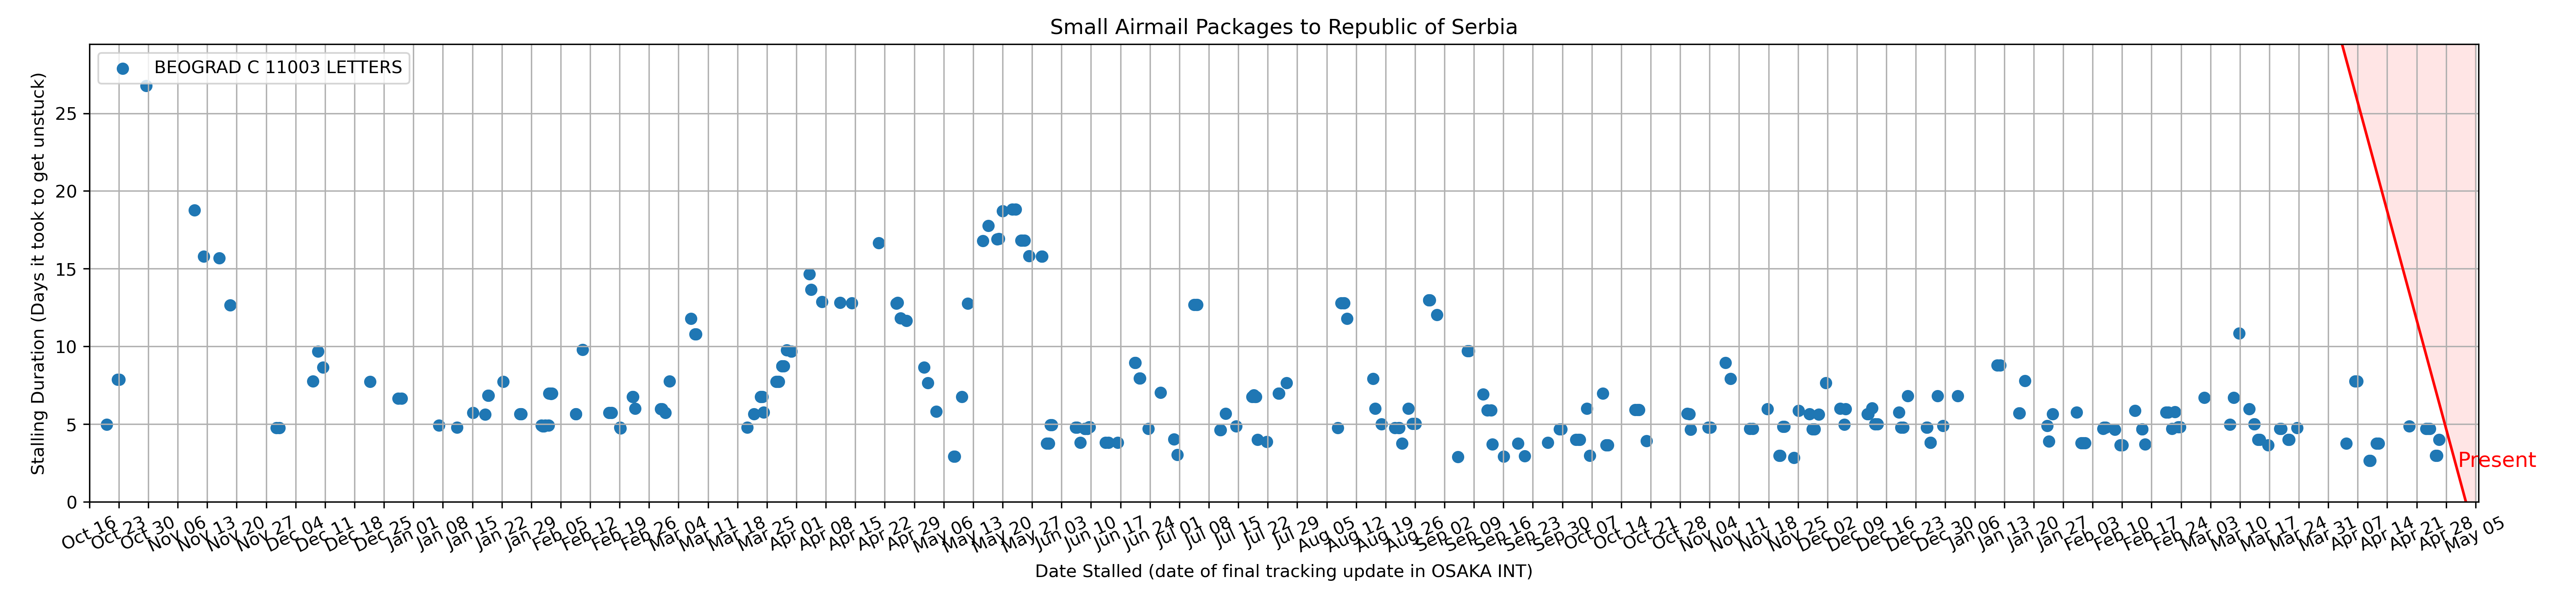 Small Airmail Packages to Republic of Serbia
BEOGRAD C 11003 LETTERS
Stalling Duration (Days it took to get unstuck)
25
20
15
10
5
0
Present
Oct 16
Oct 23
Oct 30
Nov 06
Nov 13
Nov 20
Nov 27
Dec 04
Dec 11
Dec 18
Dec 25
Jan 01
Jan 08
Jan 15
Jan 22
Jan 29
Feb 05
Feb 12
Feb 19
Feb 26
Mar 04
Mar 11
Mar 18
Mar 25
Apr 01
Apr 08
Apr 15
Apr 22
Apr 29
May 06
May 13
May 20
May 27
Jun 03
Jun 10
Jun 17
Jun 24
Jul 01
Jul 08
Jul 15
Jul 22
Jul 29
Aug 05
Aug 12
Aug 19
Aug 26
Sep 02
Sep 09
Sep 16
Sep 23
Sep 30
Oct 07
Oct 14
Oct 21
Oct 28
Nov 04
Nov 11
Nov 18
Nov 25
Dec 02
Dec 09
Dec 16
Dec 23
Dec 30
Jan 06
Jan 13
Jan 20
Jan 27
Feb 03
Feb 10
Feb 17
Feb 24
Mar 03
Mar 10
Mar 17
Mar 24
Mar 31
Apr 07
Apr 14
Apr 21
Apr 28
May 05
Date Stalled (date of final tracking update in OSAKA INT)